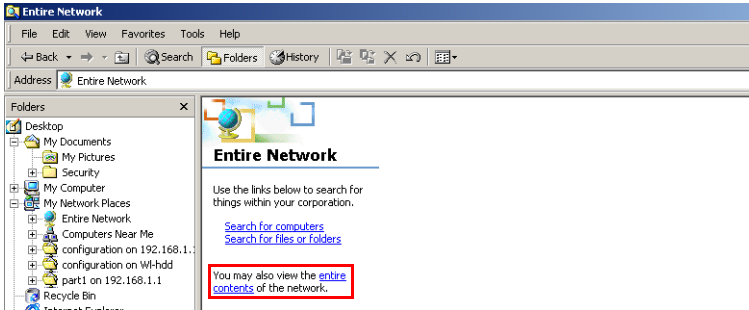 Entire Network
File Edit View Favorites Tools Help
Back Search Folders History
Address Entire Network
Folders x
Desktop
My Documents
My Pictures
Security
My Computer
My Network Places
Entire Network
Computers Near Me
configuration on 192.168.1.
configuration on Wl-hdd
part1 on 192.168.1.1
Recycle Bin
Internet Explorer
Entire Network
Use the links below to search for
things within your corporation.
Search for computers
Search for files or folders
You may also view the entire
contents of the network.